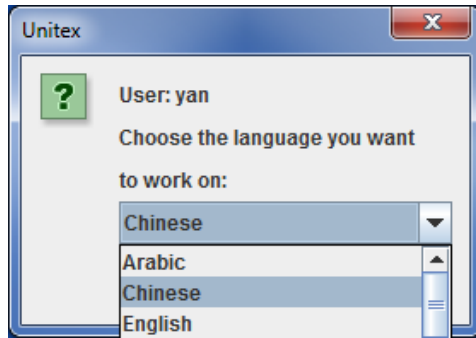 Unitex
User: yan
Choose the language you want
to work on:
Chinese
Arabic
Chinese
English